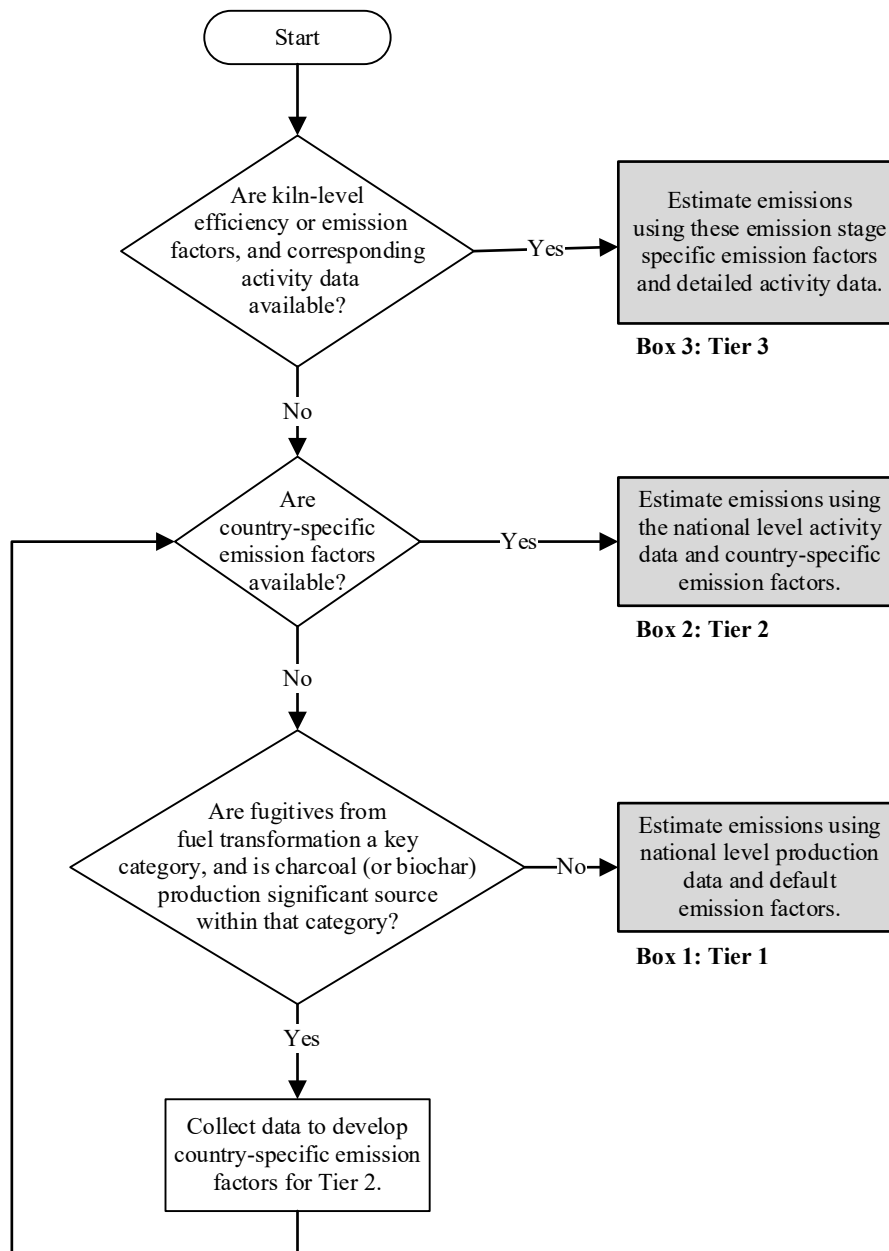 Start
Are kiln-level
efficiency or emission
factors, and corresponding
activity data
available?
Yes
Estimate emissions
using these emission stage
specific emission factors
and detailed activity data.
Box 3: Tier 3
No
Are
country-specific
emission factors
available?
Yes
Estimate emissions using
the national level activity
data and country-specific
emission factors.
Box 2: Tier 2
No
Are fugitives from
fuel transformation a key
category, and is charcoal (or biochar)
production significant source
within that category?
No
Estimate emissions using
national level production
data and default
emission factors.
Box 1: Tier 1
Yes
Collect data to develop
country-specific emission
factors for Tier 2.